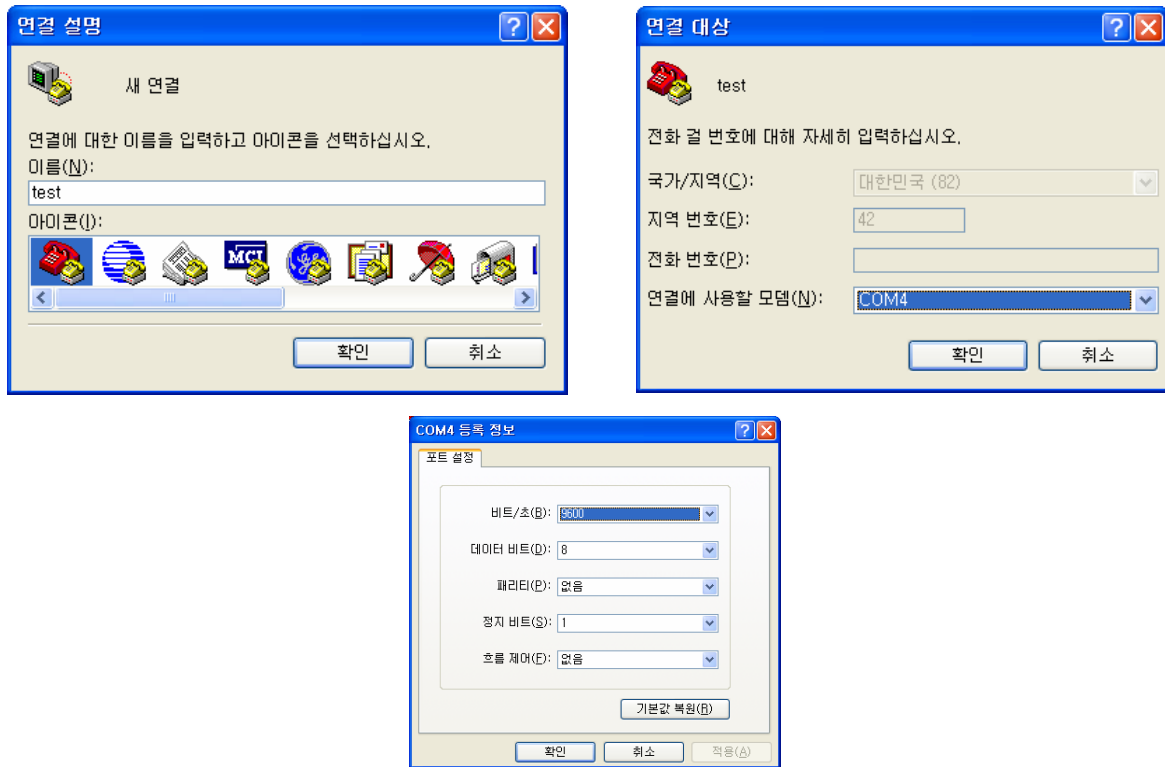 연결 설명
새 연결
연결에 대한 이름을 입력하고 아이콘을 선택하십시오.
이름(N):
test
아이콘(I):
MCI
확인 취소
연결 대상
test
전화 걸 번호에 대해 자세히 입력하십시오.
국가/지역(C): 대한민국 (82)
지역 번호(E): 42
전화 번호(P):
연결에 사용할 모뎀(N): COM4
확인 취소
COM4 등록 정보
포트 설정
비트/초(B): 9600
데이터 비트(D): 8
패리티(P): 없음
정지 비트(S): 1
흐름 제어(F): 없음
기본값 복원(R)
확인 취소 적용(A)